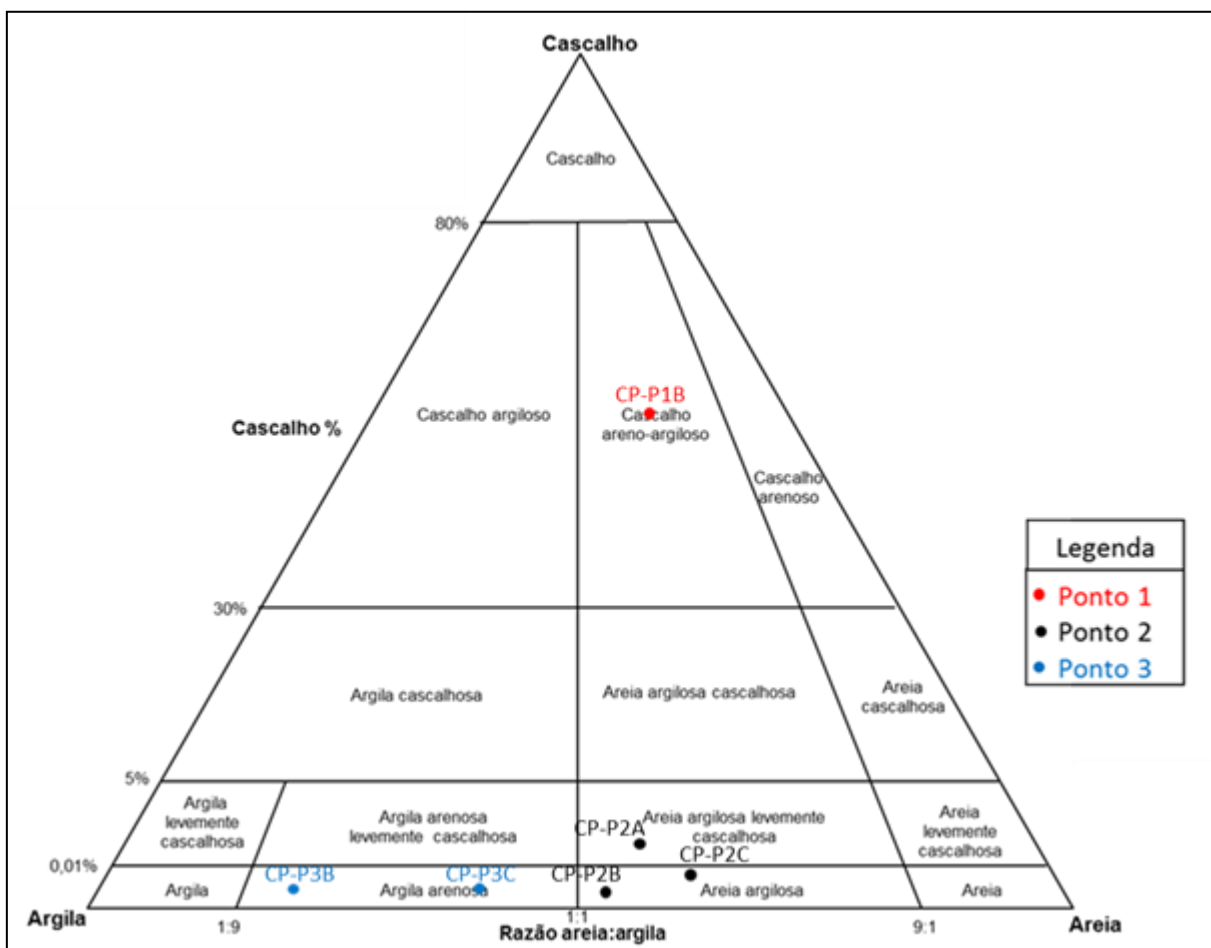 Cascalho
Cascalho
80%
CP-P1B
Cascalho argiloso
Cascalho
areno-argiloso
Cascalho %
Cascalho
arenoso
Legenda
Ponto 1
Ponto 2
Ponto 3
30%
Argila cascalhosa
Areia argilosa cascalhosa
Areia
cascalhosa
5%
Argila
levemente
cascalhosa
Argila arenosa
levemente cascalhosa
Areia argilosa levemente
cascalhosa
Areia
levemente
cascalhosa
CP-P2A
CP-P2C
0,01%
CP-P3B
CP-P3C
CP-P2B
Argila
Argila arenosa
Areia argilosa
Areia
Argila
1:9
1:1
Razão areia:argila
9:1
Areia